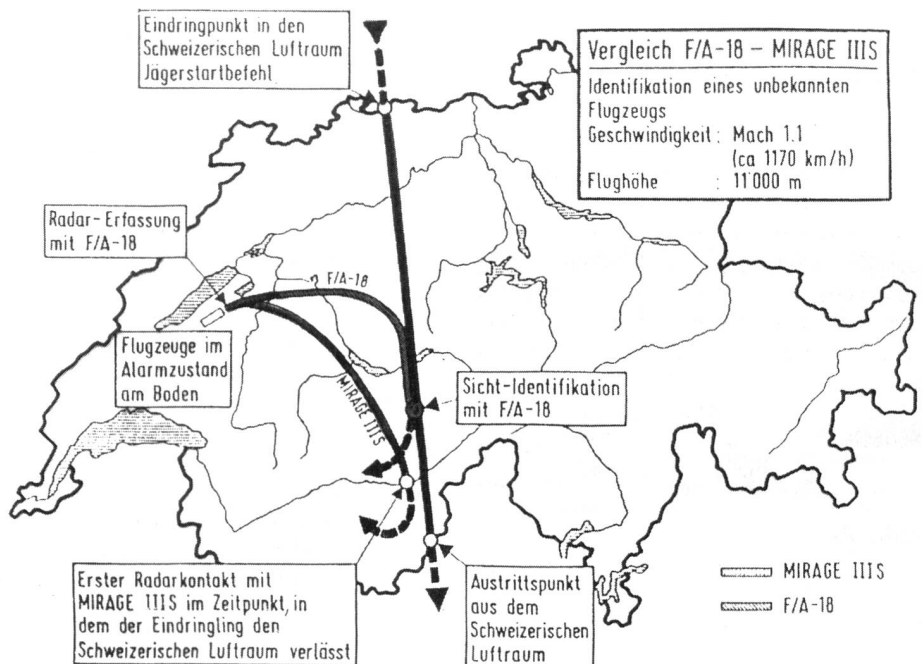 Eindringpunkt in den
Schweizerischen Luftraum
Jägerstartbefehl
Vergleich F/A-18 – MIRAGE IIIS
Identifikation eines unbekannten
Flugzeugs
Geschwindigkeit : Mach 1.1
(ca 1170 km/h)
Flughöhe : 11'000 m
Radar-Erfassung
mit F/A-18
F/A-18
Flugzeuge im
Alarmzustand
am Boden
MIRAGE IIIS
Sicht-Identifikation
mit F/A-18
Erster Radarkontakt mit
MIRAGE IIIS im Zeitpunkt, in
dem der Eindringling den
Schweizerischen Luftraum verlässt
Austrittspunkt
aus dem
Schweizerischen
Luftraum
MIRAGE IIIS
F/A-18